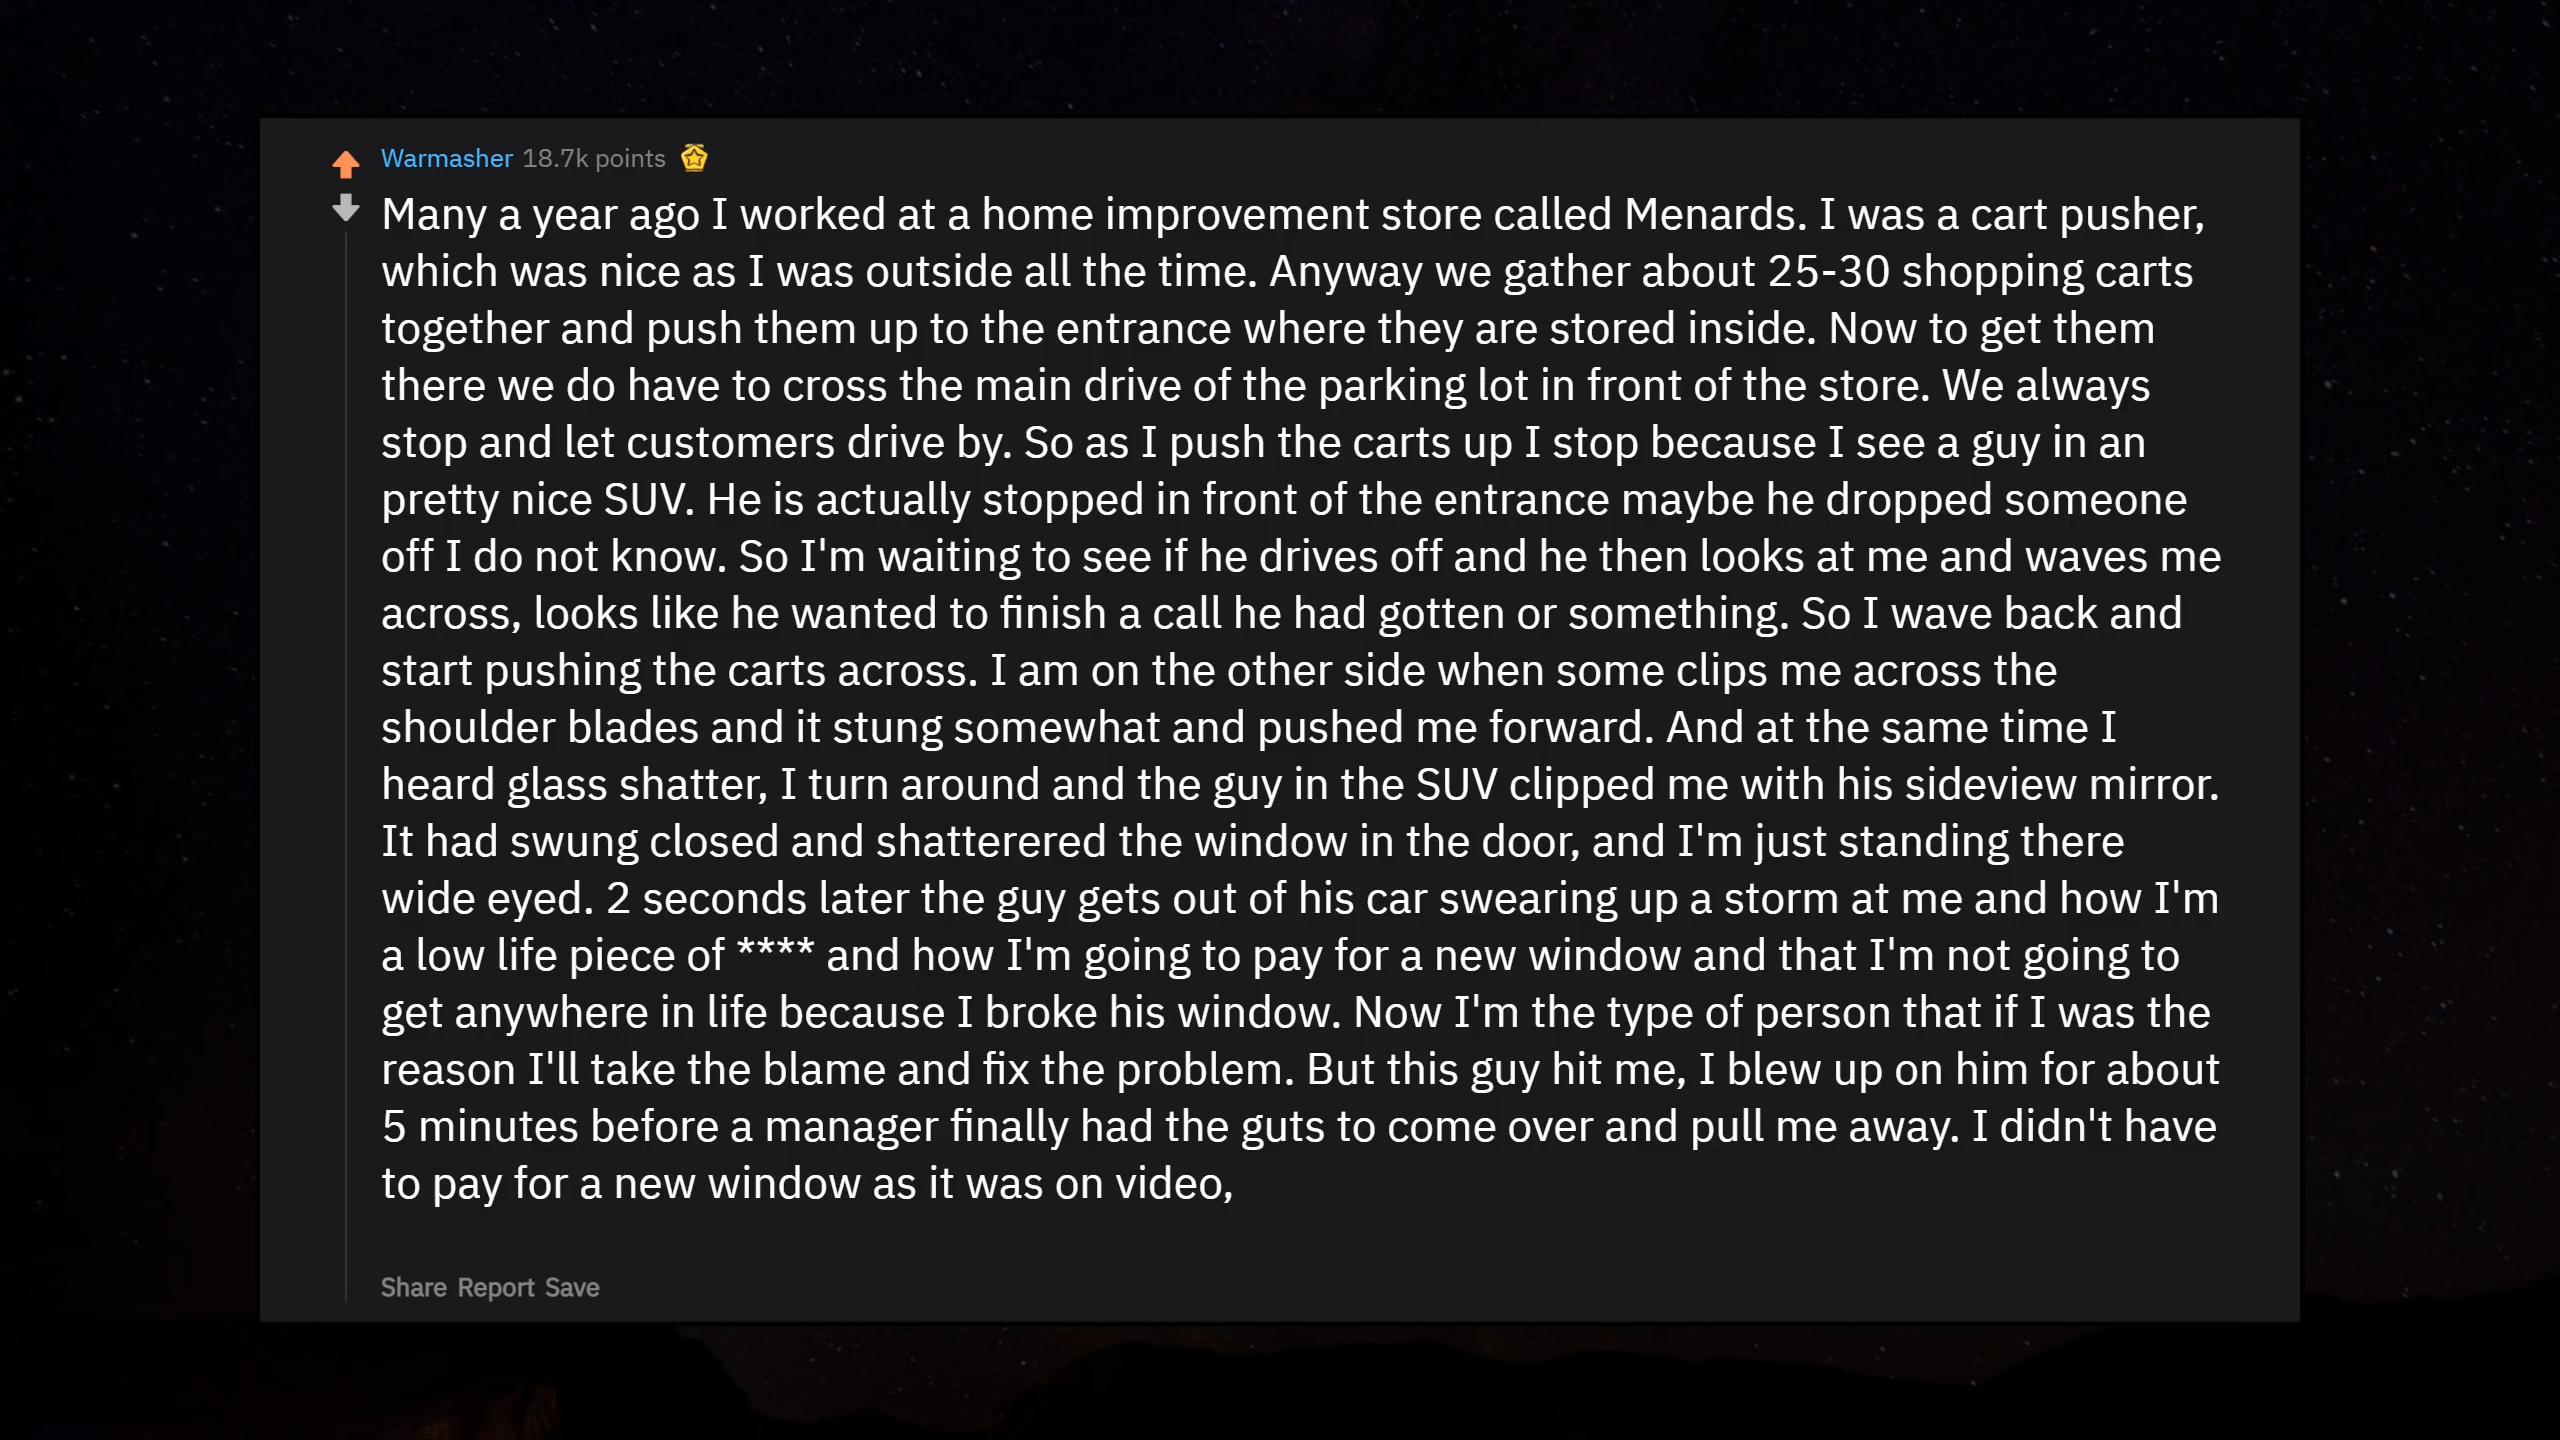 Warmasher 18.7k points
Many a year ago I worked at a home improvement store called Menards. I was a cart pusher,
which was nice as I was outside all the time. Anyway we gather about 25-30 shopping carts
together and push them up to the entrance where they are stored inside. Now to get them
there we do have to cross the main drive of the parking lot in front of the store. We always
stop and let customers drive by. So as I push the carts up I stop because I see a guy in an
pretty nice SUV. He is actually stopped in front of the entrance maybe he dropped someone
off I do not know. So I'm waiting to see if he drives off and he then looks at me and waves me
across, looks like he wanted to finish a call he had gotten or something. So I wave back and
start pushing the carts across. I am on the other side when some clips me across the
shoulder blades and it stung somewhat and pushed me forward. And at the same time I
heard glass shatter, I turn around and the guy in the SUV clipped me with his sideview mirror.
It had swung closed and shatterered the window in the door, and I'm just standing there
wide eyed. 2 seconds later the guy gets out of his car swearing up a storm at me and how I'm
a low life piece of **** and how I'm going to pay for a new window and that I'm not going to
get anywhere in life because I broke his window. Now I'm the type of person that if I was the
reason I'll take the blame and fix the problem. But this guy hit me, I blew up on him for about
5 minutes before a manager finally had the guts to come over and pull me away. I didn't have
to pay for a new window as it was on video,
Share Report Save